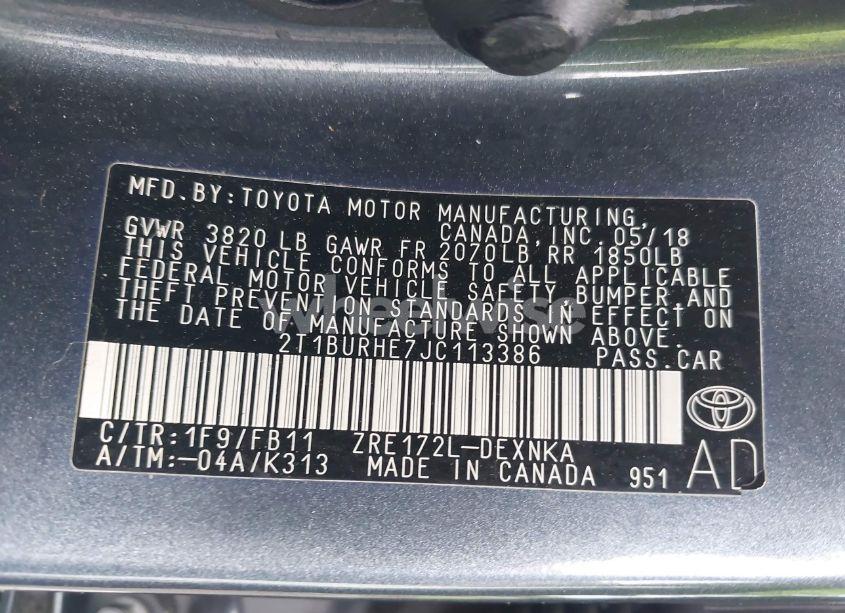 MFD.BY:TOYOTA MOTOR MANUFACTURING,
CANADA,INC. 05/18
GVWR 3820 LB GAWR FR 2070LB RR 1850LB
THIS VEHICLE CONFORMS TO ALL APPLICABLE
FEDERAL MOTOR VEHICLE SAFETY,BUMPER,AND
THEFT PREVENTION STANDARDS IN EFFECT ON
THE DATE OF MANUFACTURE SHOWN ABOVE.
2T1BURHE7JC113386 PASS.CAR
C/TR:1F9/FB11 ZRE172L-DEXNKA
A/TM:-04A/K313 MADE IN CANADA 951 AD
wheelwise